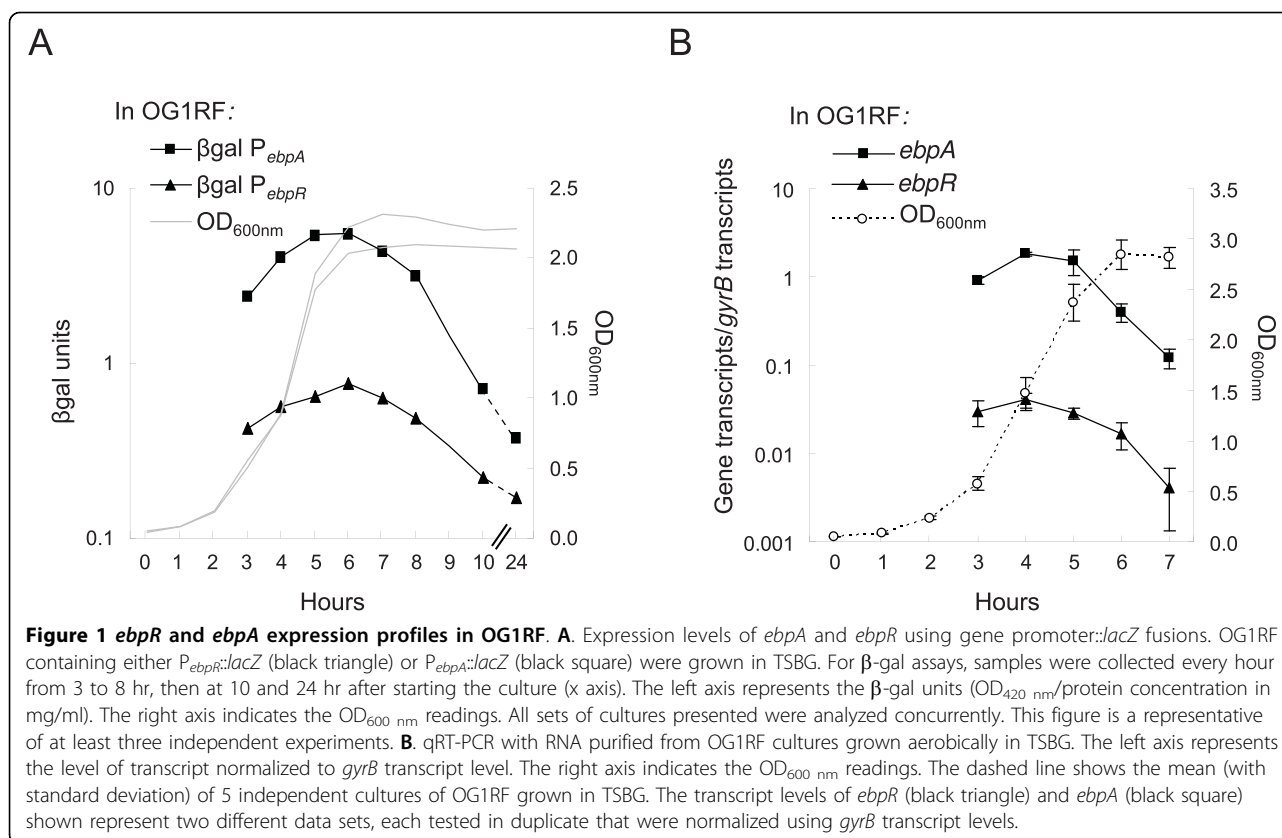 A
In OG1RF:
βgal P ebpA
βgal P ebpR
OD600nm
10
1
0.1
βgal units
2.5
2.0
1.5
1.0
0.5
0.0
OD600nm
0 1 2 3 4 5 6 7 8 9 10 24
Hours
B
In OG1RF:
ebpA
ebpR
OD600nm
10
1
0.1
0.01
0.001
Gene transcripts/gyrB transcripts
3.5
3.0
2.5
2.0
1.5
1.0
0.5
0.0
OD600nm
0 1 2 3 4 5 6 7
Hours
Figure 1 ebpR and ebpA expression profiles in OG1RF. A. Expression levels of ebpA and ebpR using gene promoter::lacZ fusions. OG1RF
containing either PebpR::lacZ (black triangle) or PebpA::lacZ (black square) were grown in TSBG. For β-gal assays, samples were collected every hour
from 3 to 8 hr, then at 10 and 24 hr after starting the culture (x axis). The left axis represents the β-gal units (OD420 nm/protein concentration in
mg/ml). The right axis indicates the OD600 nm readings. All sets of cultures presented were analyzed concurrently. This figure is a representative
of at least three independent experiments. B. qRT-PCR with RNA purified from OG1RF cultures grown aerobically in TSBG. The left axis represents
the level of transcript normalized to gyrB transcript level. The right axis indicates the OD600 nm readings. The dashed line shows the mean (with
standard deviation) of 5 independent cultures of OG1RF grown in TSBG. The transcript levels of ebpR (black triangle) and ebpA (black square)
shown represent two different data sets, each tested in duplicate that were normalized using gyrB transcript levels.